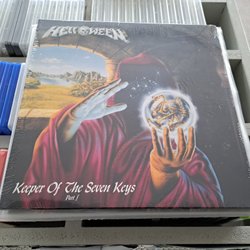 HELLOWEEN
Keeper Of The Seven Keys
Part I